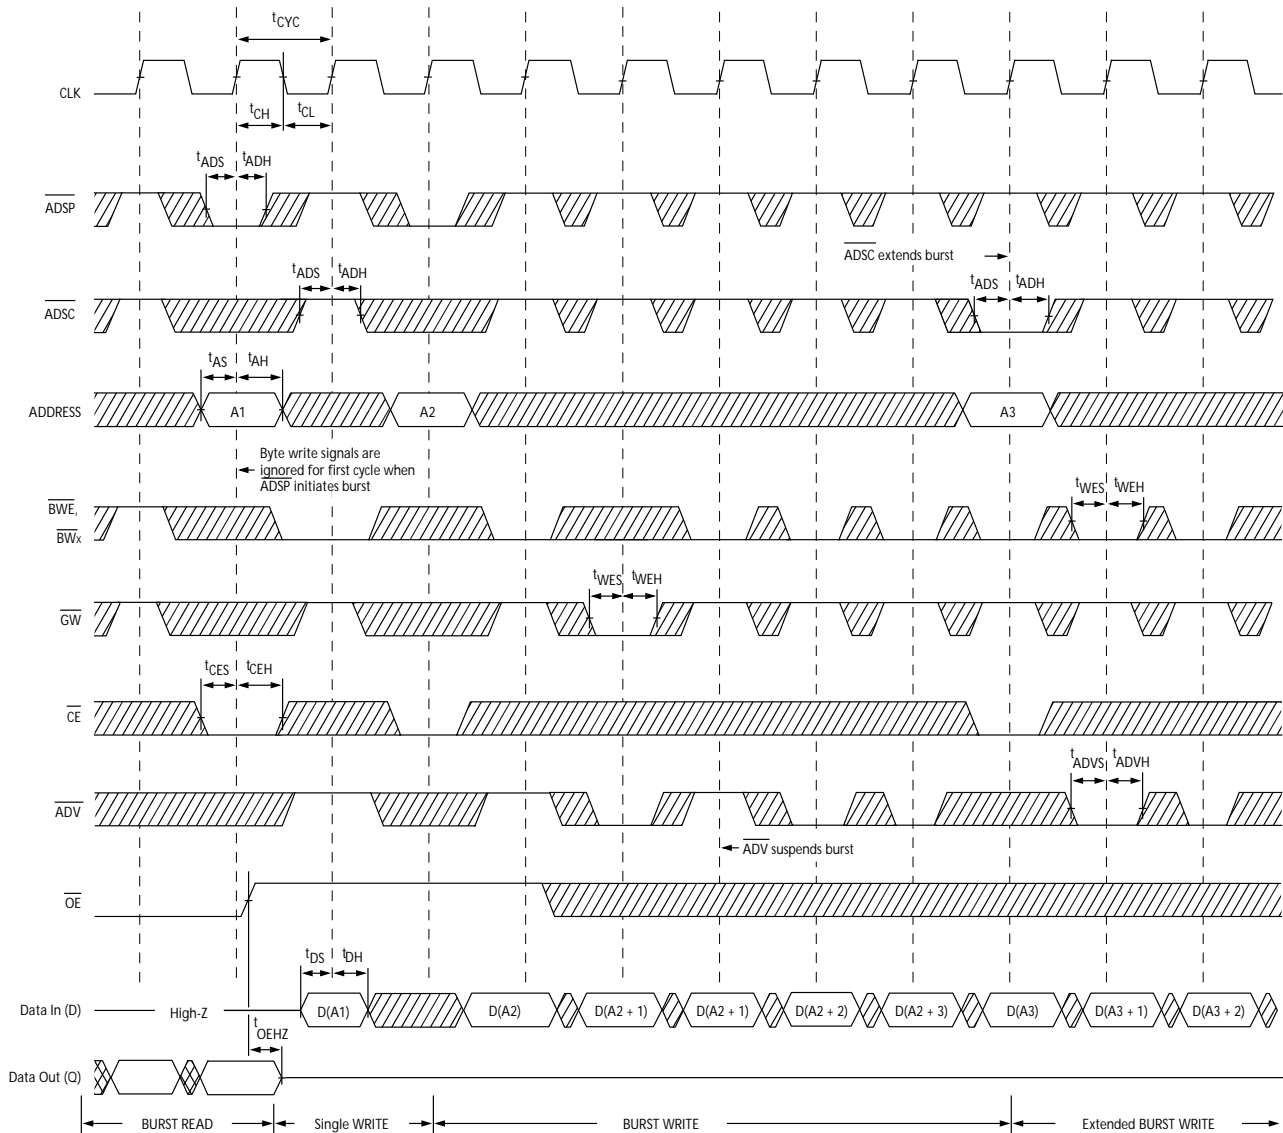 tCYC
CLK
tCH tCL
tADS tADH
ADSP
ADSC extends burst
tADS tADH
tADS tADH
ADSC
tAS tAH
ADDRESS A1 A2 A3
Byte write signals are
ignored for first cycle when
ADSP initiates burst
BWE,
BWx
tWES tWEH
tWES tWEH
GW
tCES tCEH
CE
tADVS tADVH
ADV
ADV suspends burst
OE
tDS tDH
Data In (D) High-Z D(A1) D(A2) D(A2 + 1) D(A2 + 1) D(A2 + 2) D(A2 + 3) D(A3) D(A3 + 1) D(A3 + 2)
tOEHZ
Data Out (Q)
BURST READ Single WRITE BURST WRITE Extended BURST WRITE